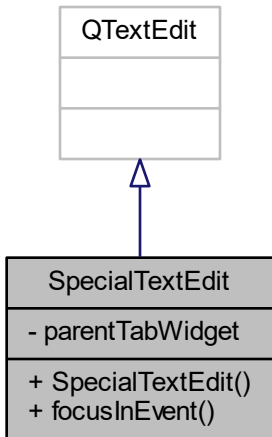 QTextEdit
SpecialTextEdit
- parentTabWidget
+ SpecialTextEdit()
+ focusInEvent()